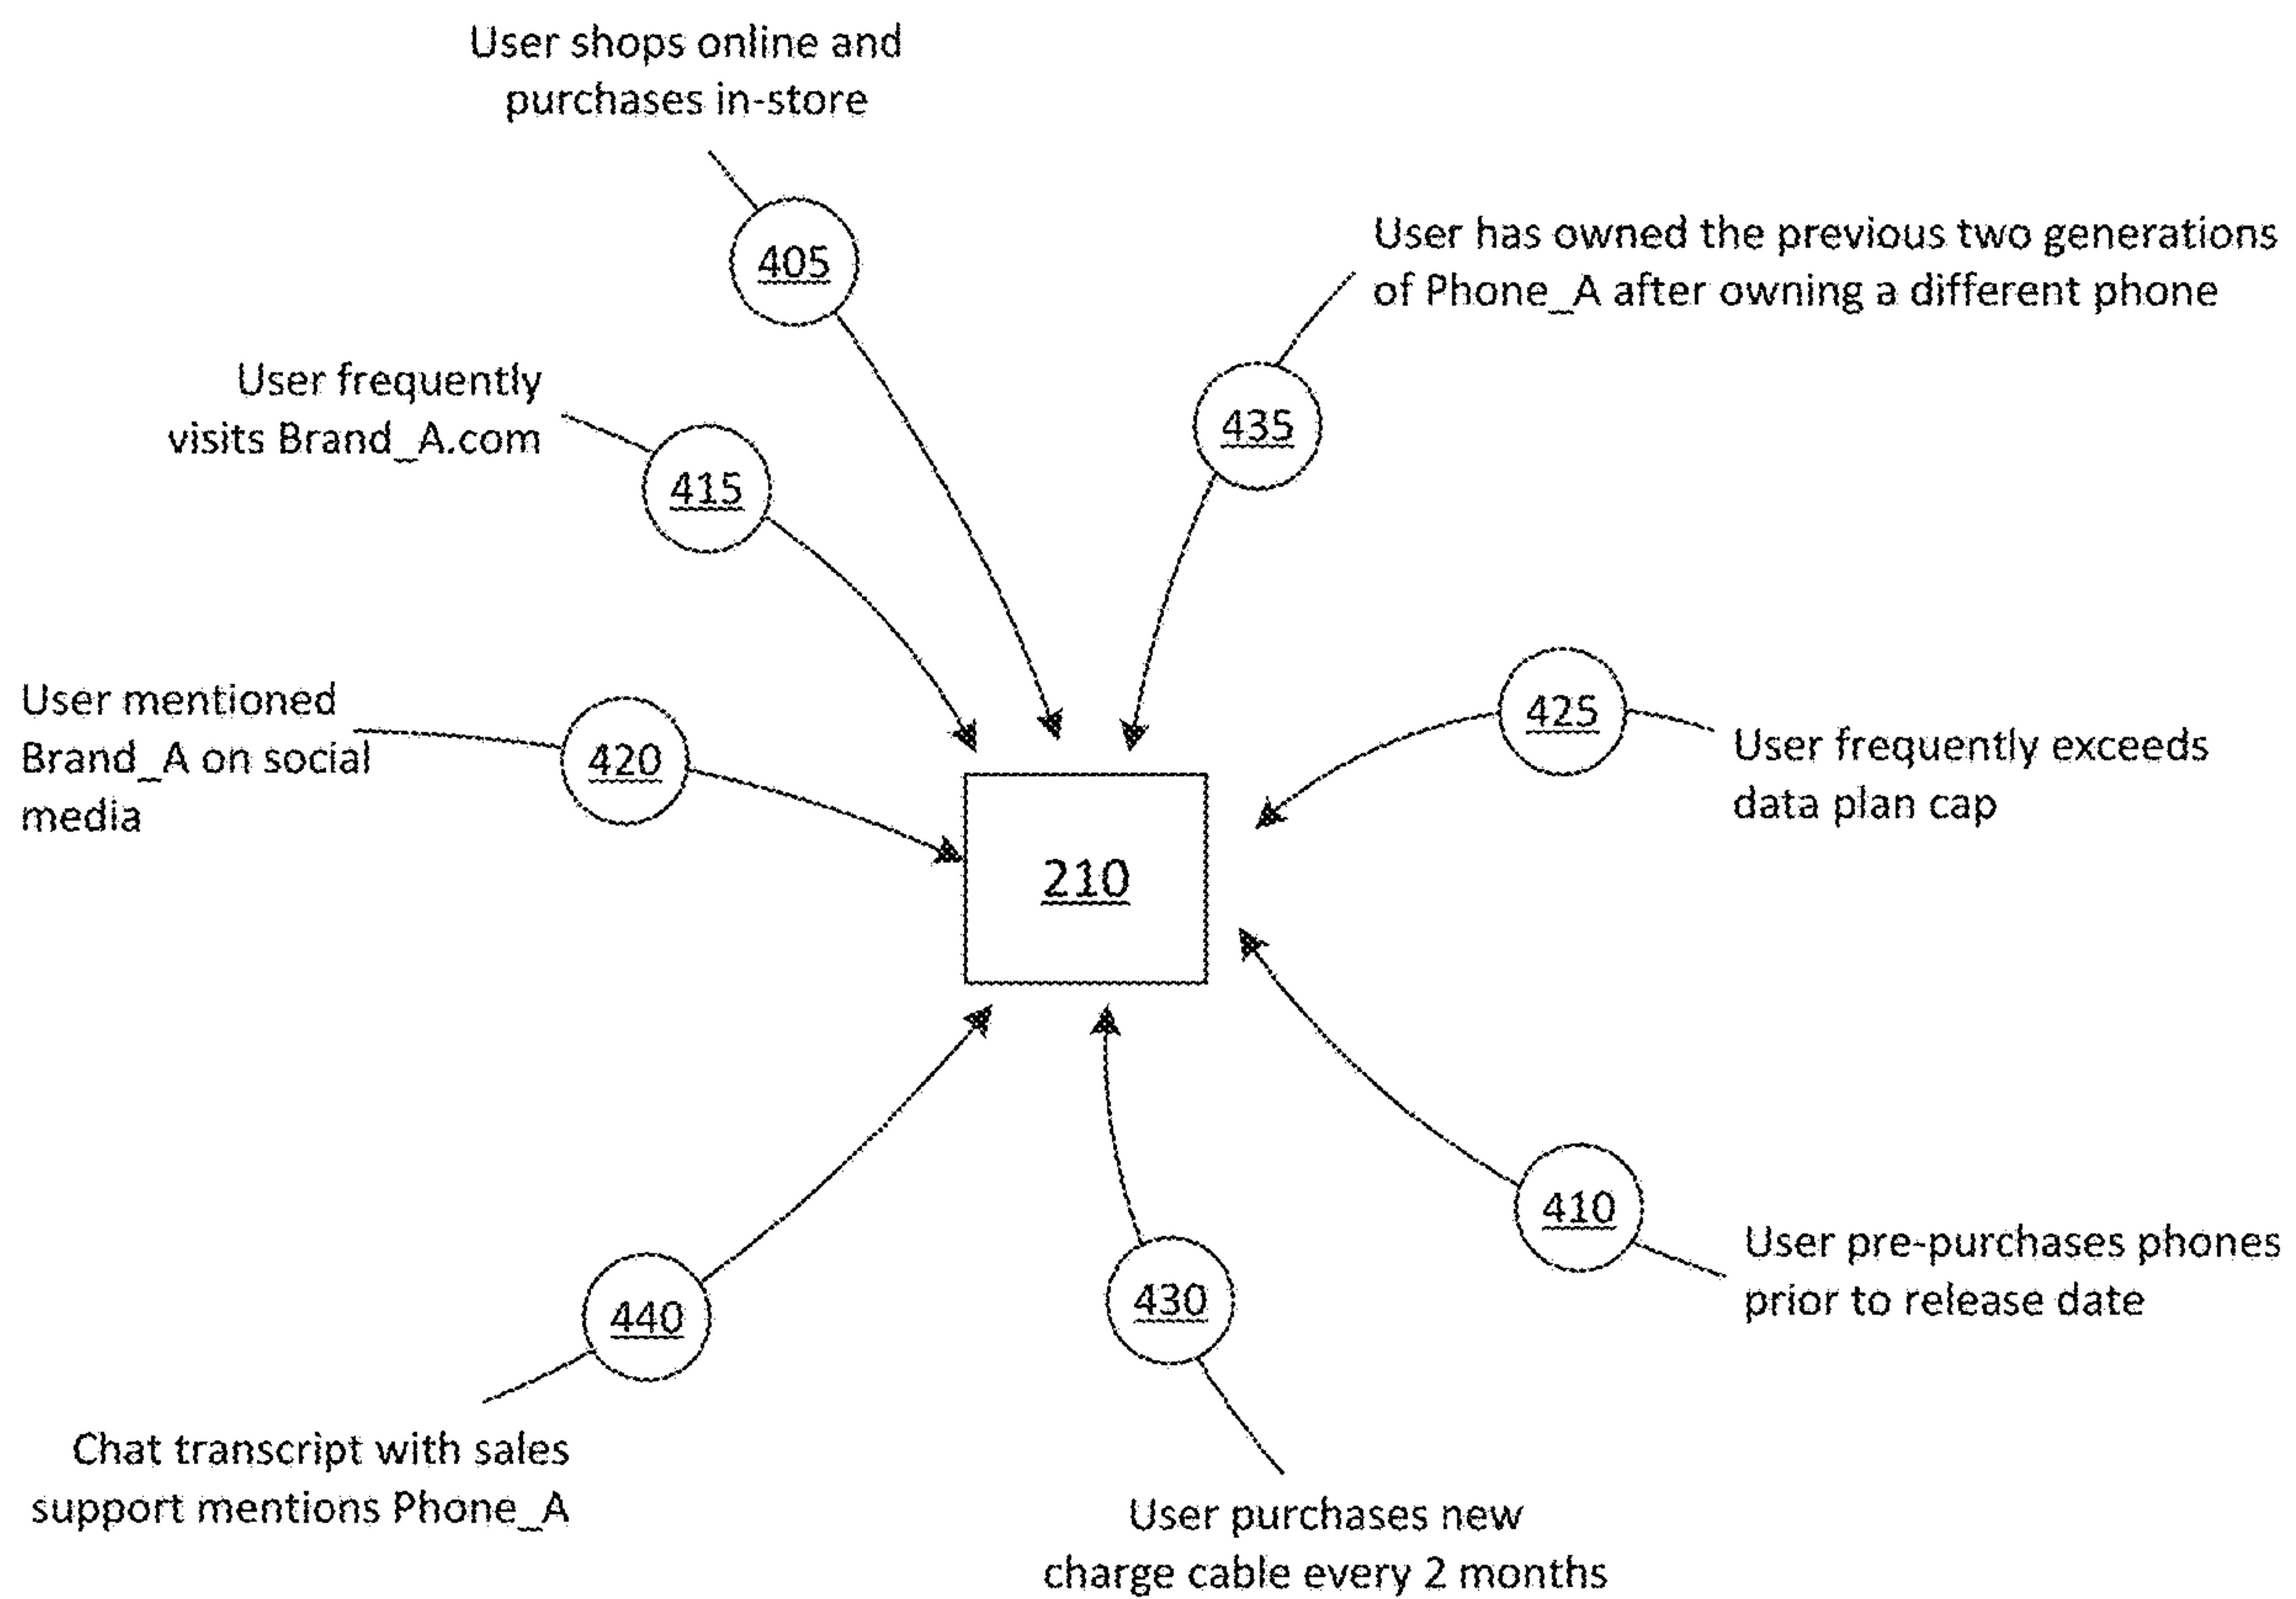 User shops online and
purchases in-store
405
User has owned the previous two generations
of Phone_A after owning a different phone
435
User frequently
visits Brand_A.com
415
User mentioned
Brand_A on social
media
420
425
User frequently exceeds
data plan cap
210
410
User pre-purchases phones
prior to release date
440
Chat transcript with sales
support mentions Phone_A
430
User purchases new
charge cable every 2 months